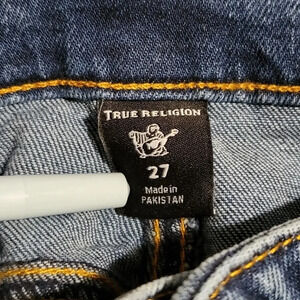 TRUE RELIGION
27
Made in
PAKISTAN